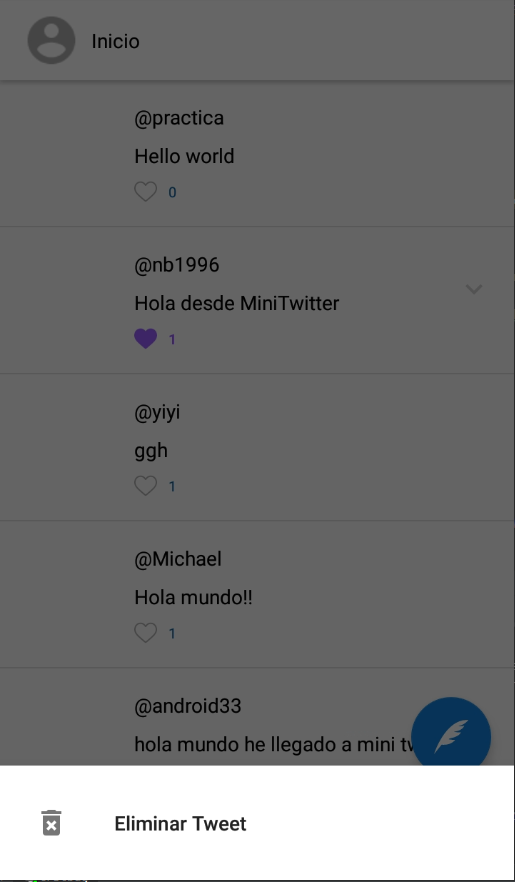 Inicio
@practica
Hello world
0
@nb1996
Hola desde MiniTwitter
1
@yiyi
ggh
1
@Michael
Hola mundo!!
1
@android33
hola mundo he llegado a mini tw
Eliminar Tweet